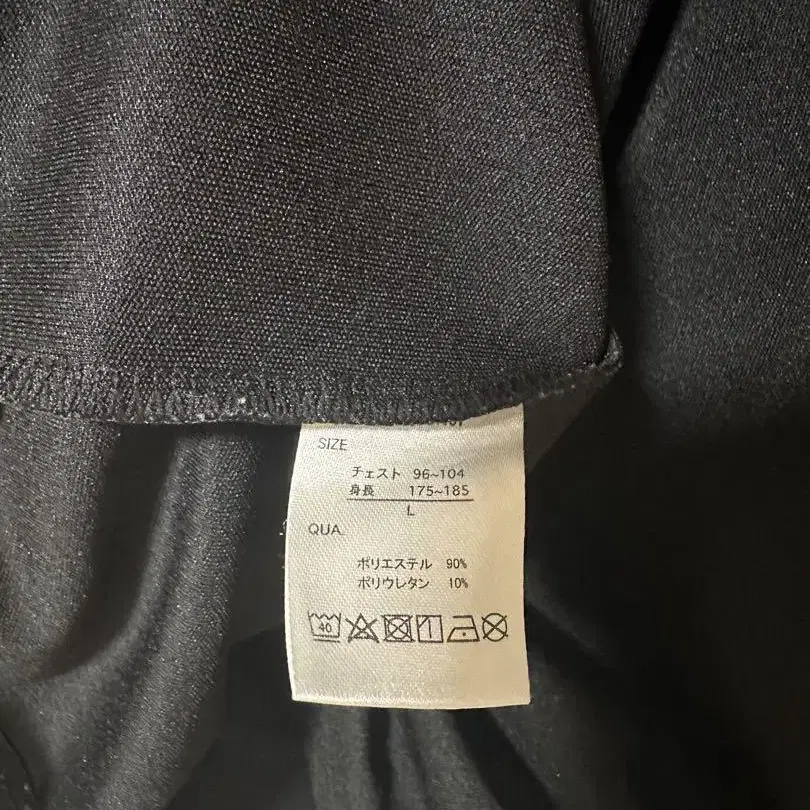 SIZE
チェスト 96~104
身長 175~185
L
QUA.
ポリエステル 90%
ポリウレタン 10%
40